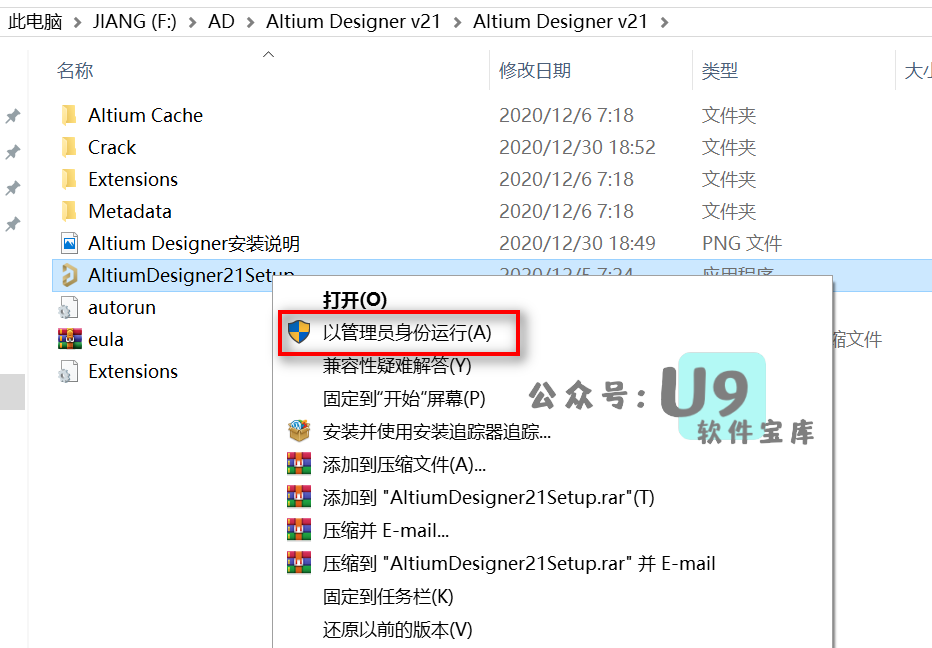 此电脑 > JIANG (F:) > AD > Altium Designer v21 > Altium Designer v21 >
名称 修改日期 类型 大小
Altium Cache 2020/12/6 7:18 文件夹
Crack 2020/12/30 18:52 文件夹
Extensions 2020/12/6 7:18 文件夹
Metadata 2020/12/6 7:18 文件夹
Altium Designer安装说明 2020/12/30 18:49 PNG 文件
AltiumDesigner21Setup 2020/12/5 7:24 应用程序
autorun
eula 缩文件
Extensions
打开(O)
以管理员身份运行(A)
兼容性疑难解答(Y)
固定到"开始"屏幕(P)
安装并使用安装追踪器追踪...
添加到压缩文件(A)...
添加到 "AltiumDesigner21Setup.rar"(T)
压缩并 E-mail...
压缩到 "AltiumDesigner21Setup.rar" 并 E-mail
固定到任务栏(K)
还原以前的版本(V)
公众号：U9
软件宝库